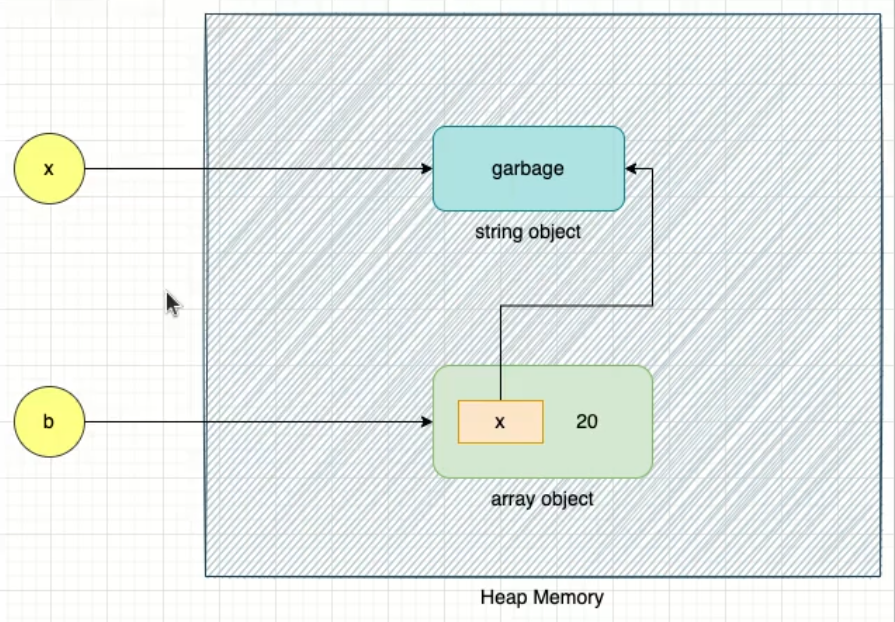 x
garbage
string object
b
x 20
array object
Heap Memory